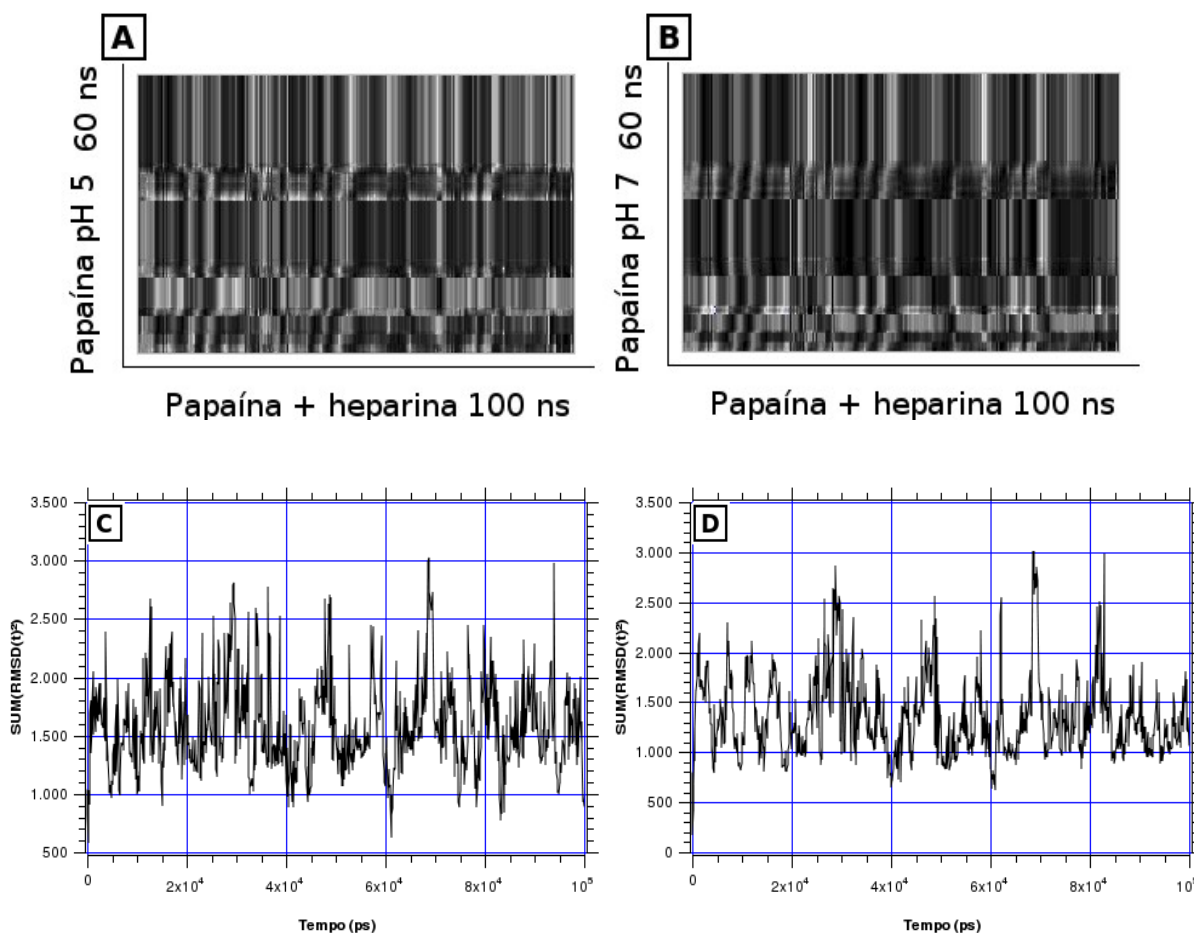 A
Papaína pH 5 60 ns
Papaína + heparina 100 ns
B
Papaína pH 7 60 ns
Papaína + heparina 100 ns
C
SUM(RMSD(t)²)
3.500
3.000
2.500
2.000
1.500
1.000
500
0
2x10⁴
4x10⁴
6x10⁴
8x10⁴
10⁵
Tempo (ps)
D
SUM(RMSD(t)²)
3.500
3.000
2.500
2.000
1.500
1.000
500
0
0
2x10⁴
4x10⁴
6x10⁴
8x10⁴
10⁵
Tempo (ps)